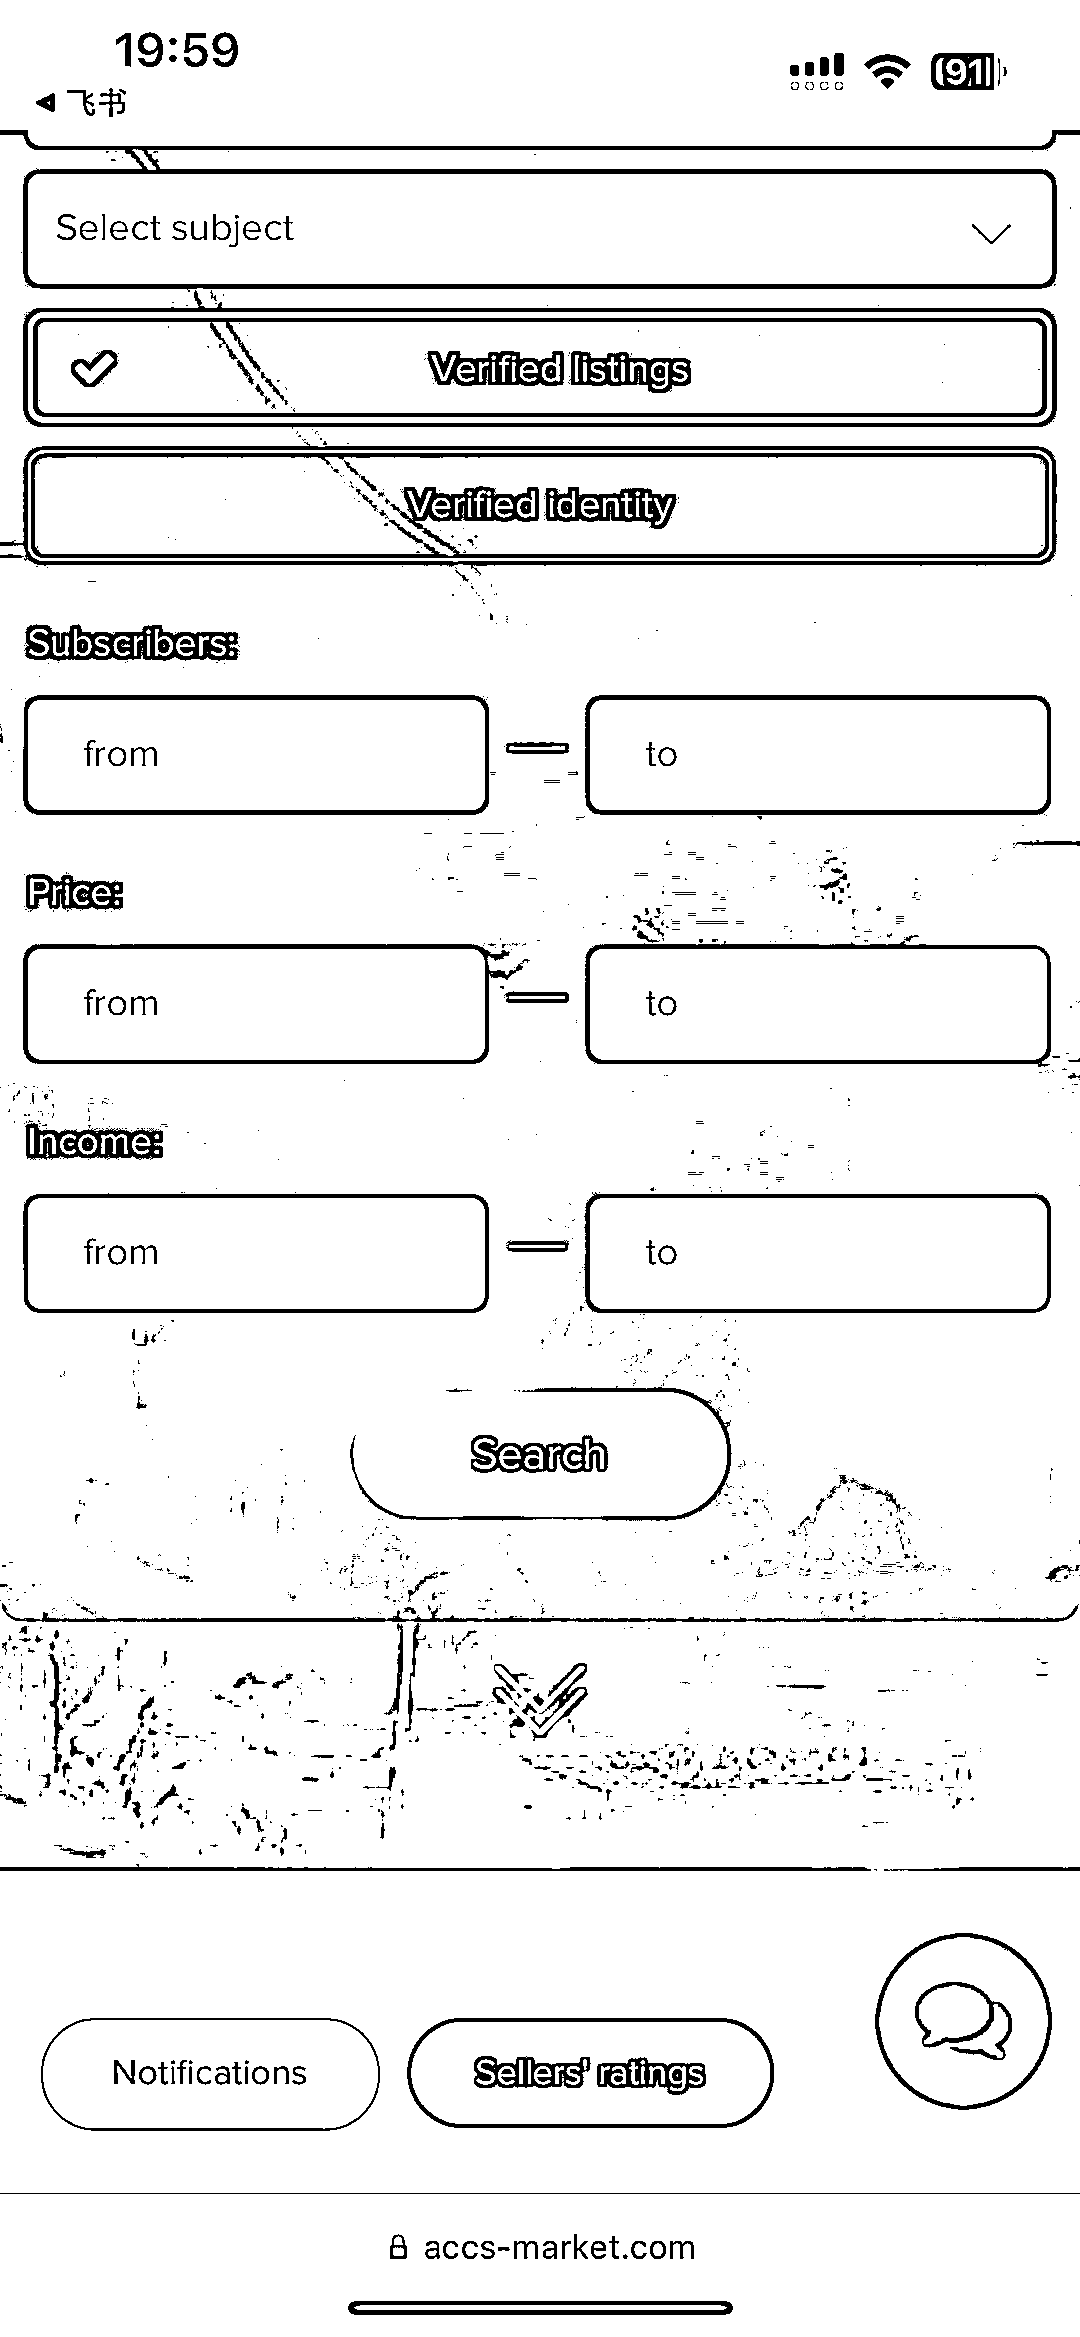 19:59
91
飞书
Select subject
Verified listings
Verified identity
Subscribers:
from
to
Price:
from
to
Income:
from
to
Search
Notifications
Sellers' ratings
accs-market.com